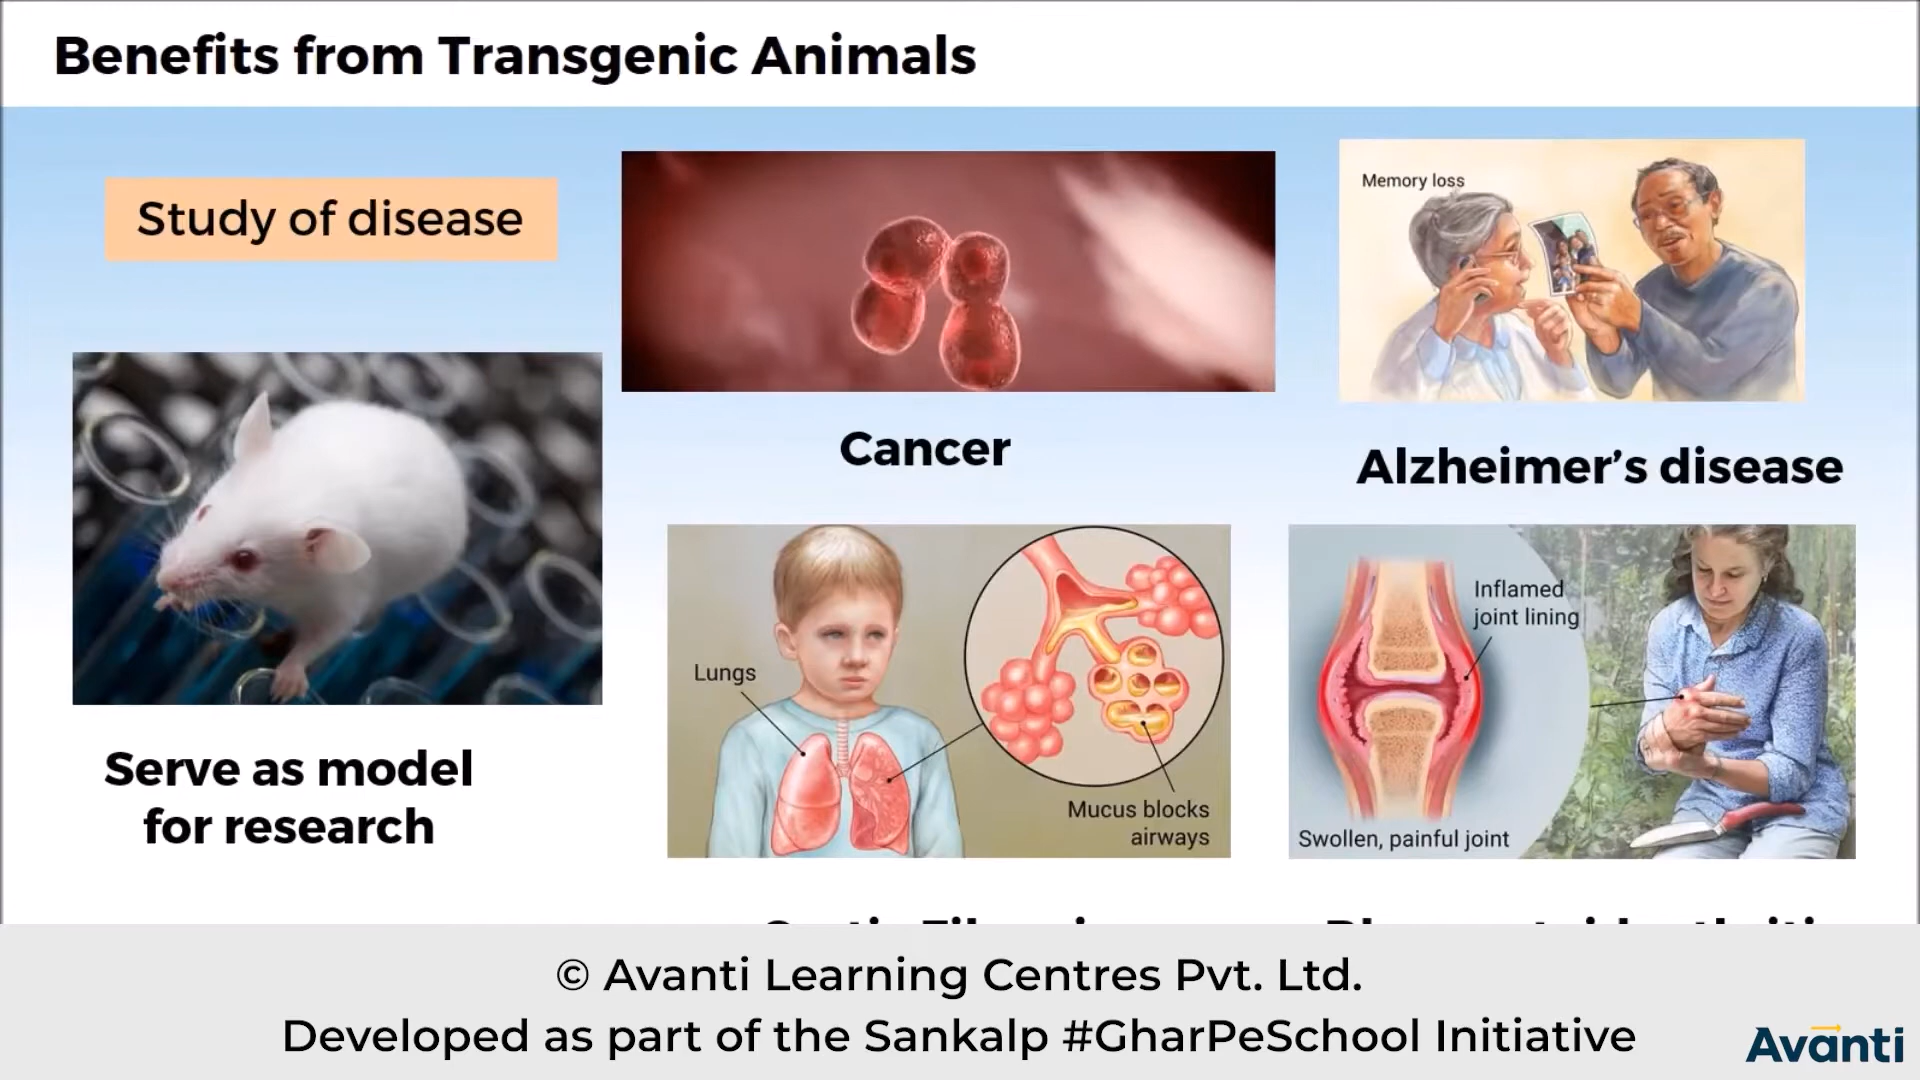 Benefits from Transgenic Animals
Study of disease
Memory loss
Cancer
Alzheimer's disease
Lungs
Mucus blocks
airways
Inflamed
joint lining
Swollen, painful joint
Serve as model
for research
© Avanti Learning Centres Pvt. Ltd.
Developed as part of the Sankalp #GharPeSchool Initiative
Avanti